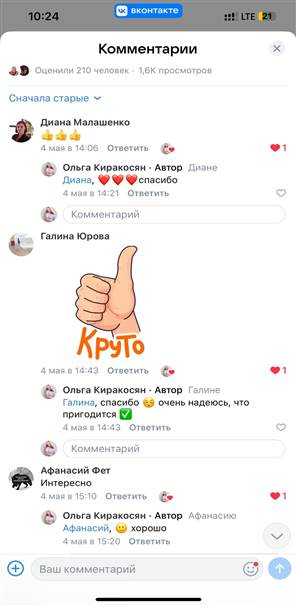 10:24
вконтакте
LTE 21
Комментарии
Оценили 210 человек · 1,6K просмотров
Сначала старые
Диана Малашенко
👍👍👍
4 мая в 14:06 Ответить 1
Ольга Киракосян · Автор Диане
Диана, ❤️❤️❤️спасибо
4 мая в 14:21 Ответить
Комментарий
Галина Юрова
КРУТО
4 мая в 14:43 Ответить 1
Ольга Киракосян · Автор Галине
Галина, спасибо ☺️ очень надеюсь, что
пригодится ✅
4 мая в 14:43 Ответить
Комментарий
Афанасий Фет
Интересно
4 мая в 15:10 Ответить 1
Ольга Киракосян · Автор Афанасию
Афанасий, 🙂 хорошо
4 мая в 15:20 Ответить
Ваш комментарий